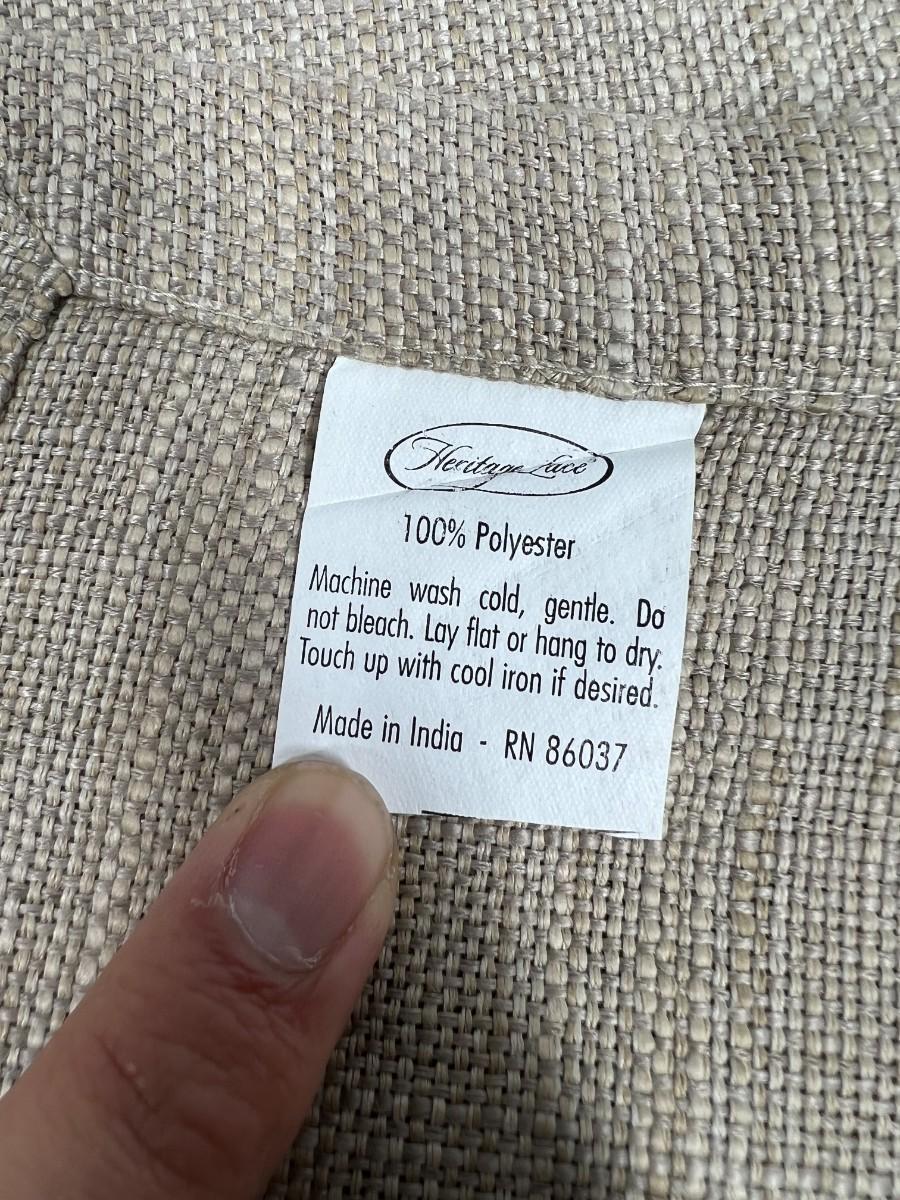 Heritage Lace
100% Polyester
Machine wash cold, gentle. Do
not bleach. Lay flat or hang to dry.
Touch up with cool iron if desired.
Made in India - RN 86037